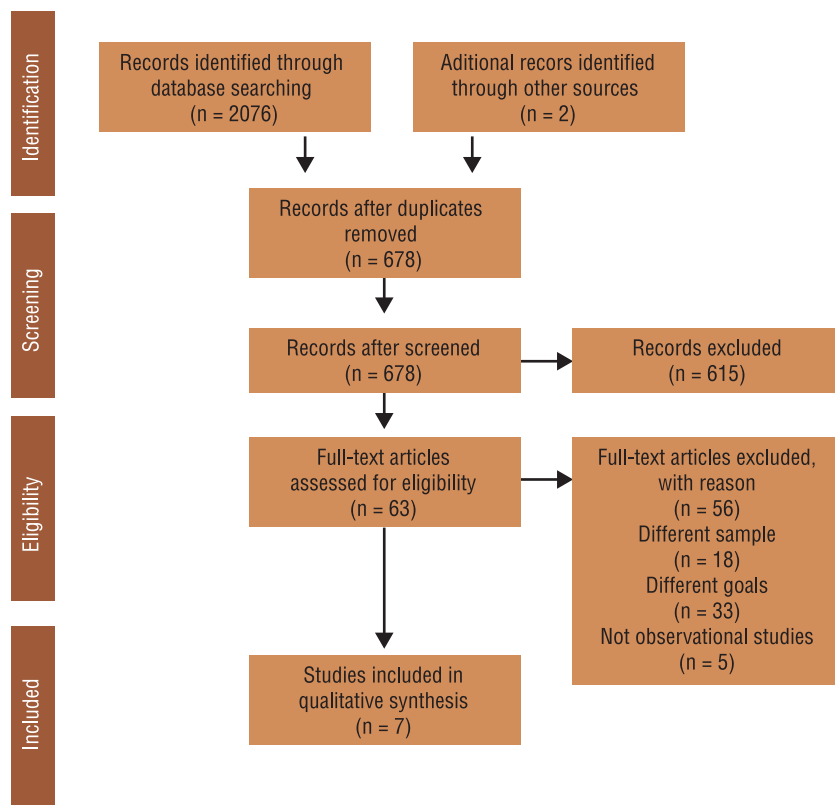 Identification
Records identified through
database searching
(n = 2076)
Aditional recors identified
through other sources
(n = 2)
Screening
Records after duplicates
removed
(n = 678)
Records after screened
(n = 678)
Records excluded
(n = 615)
Eligibility
Full-text articles
assessed for eligibility
(n = 63)
Full-text articles excluded,
with reason
(n = 56)
Different sample
(n = 18)
Different goals
(n = 33)
Not observational studies
(n = 5)
Included
Studies included in
qualitative synthesis
(n = 7)